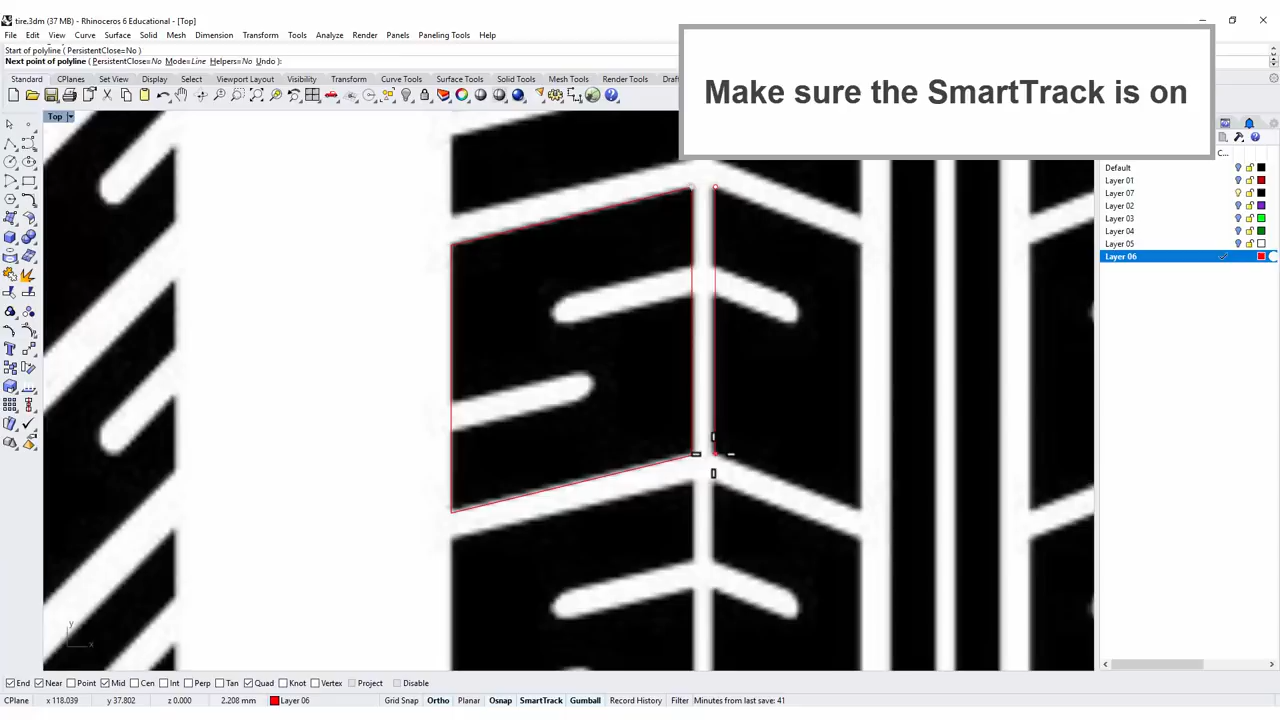 tire.3dm (37 MB) - Rhinoceros 6 Educational - [Top]
File Edit View Curve Surface Solid Mesh Dimension Transform Tools Analyze Render Panels Paneling Tools Help
Start of polyline ( PersistentClose=No )
Next point of polyline ( PersistentClose=No Mode=Line Helpers=No Undo ):
Make sure the SmartTrack is on
Standard CPlanes Set View Display Select Viewport Layout Visibility Transform Curve Tools Surface Tools Solid Tools Mesh Tools Render Tools Draf
Top
C...
Default
Layer 01
Layer 07
Layer 02
Layer 03
Layer 04
Layer 05
Layer 06
y
x
End Near Point Mid Cen Int Perp Tan Quad Knot Vertex Project Disable
CPlane x 118.039 y 37.802 z 0.000 2.208 mm Layer 06 Grid Snap Ortho Planar Osnap SmartTrack Gumball Record History Filter Minutes from last save: 41